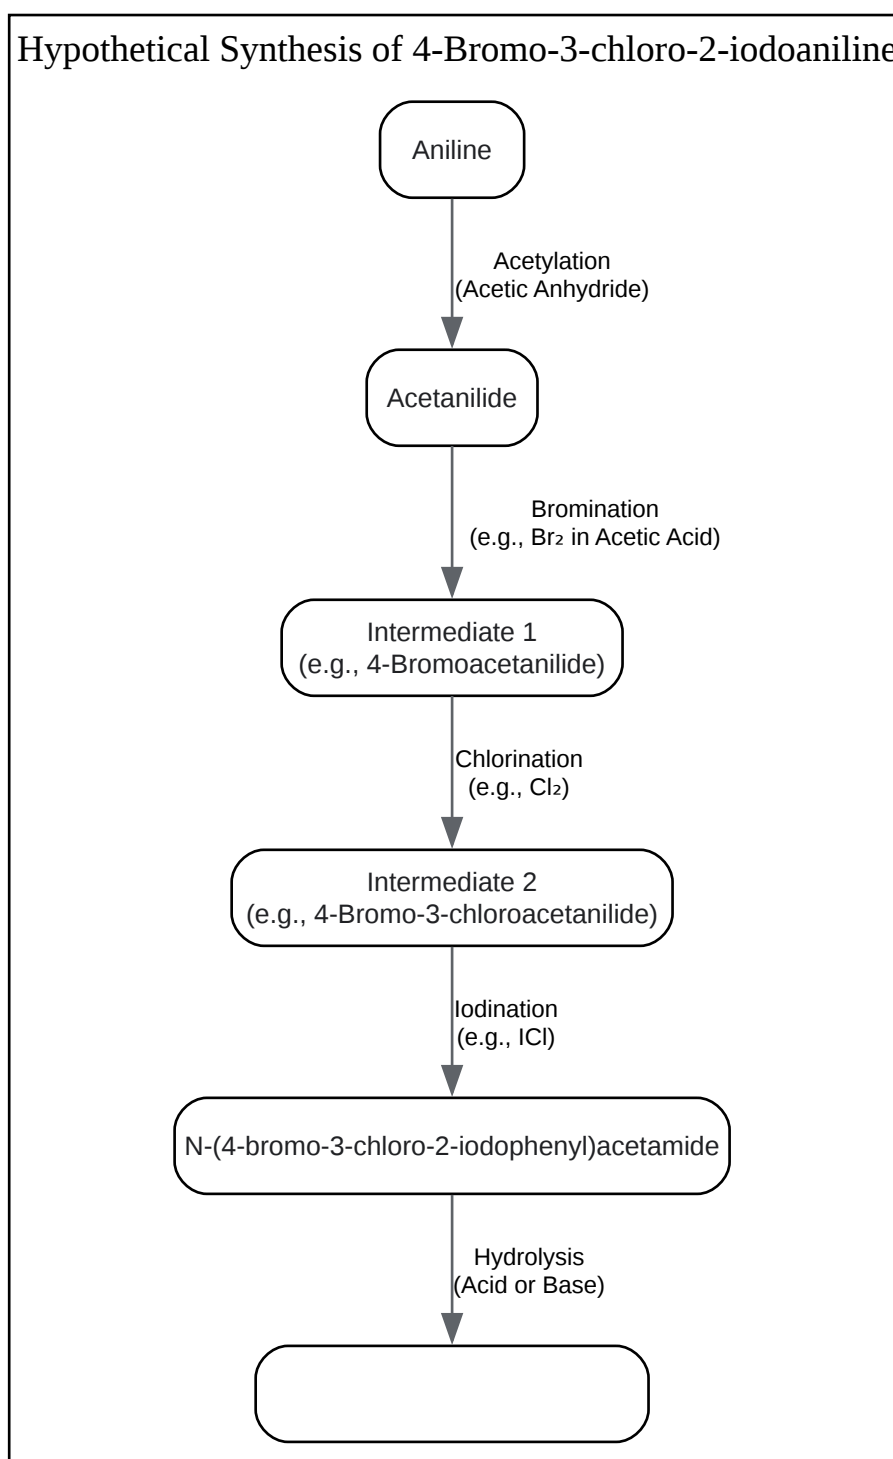 Hypothetical Synthesis of 4-Bromo-3-chloro-2-iodoaniline
Aniline
Acetylation
(Acetic Anhydride)
Acetanilide
Bromination
(e.g., Br₂ in Acetic Acid)
Intermediate 1
(e.g., 4-Bromoacetanilide)
Chlorination
(e.g., Cl₂)
Intermediate 2
(e.g., 4-Bromo-3-chloroacetanilide)
Iodination
(e.g., ICl)
N-(4-bromo-3-chloro-2-iodophenyl)acetamide
Hydrolysis
(Acid or Base)